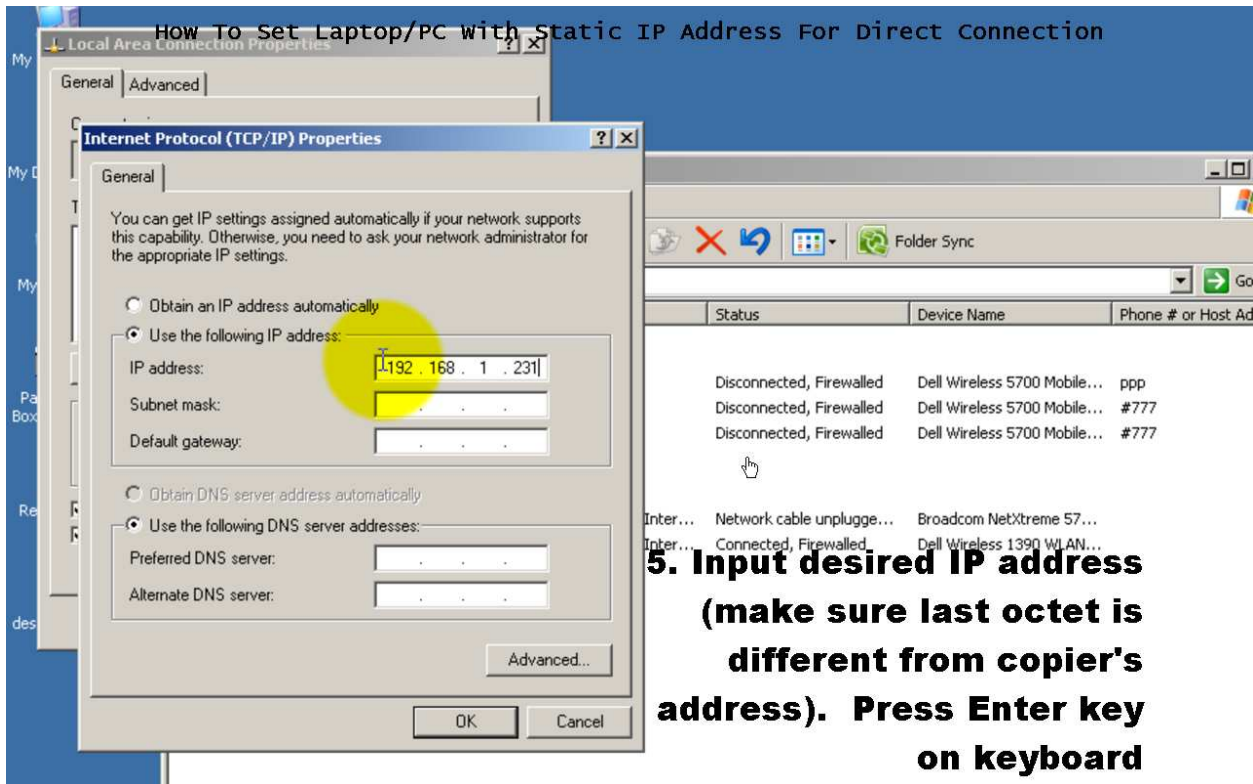 How To Set Laptop/PC With Static IP Address For Direct Connection
Local Area Connection Properties
General
Advanced
Internet Protocol (TCP/IP) Properties
General
You can get IP settings assigned automatically if your network supports
this capability. Otherwise, you need to ask your network administrator for
the appropriate IP settings.
Obtain an IP address automatically
Use the following IP address:
IP address: 192 . 168 . 1 . 231
Subnet mask: . . .
Default gateway: . . .
Obtain DNS server address automatically
Use the following DNS server addresses:
Preferred DNS server: . . .
Alternate DNS server: . . .
Advanced...
OK Cancel
My
My D
My
Pa
Box
Re
des
Folder Sync
Go
Status Device Name Phone # or Host Ad
Disconnected, Firewalled Dell Wireless 5700 Mobile... ppp
Disconnected, Firewalled Dell Wireless 5700 Mobile... #777
Disconnected, Firewalled Dell Wireless 5700 Mobile... #777
Inter... Network cable unplugge... Broadcom NetXtreme 57...
Inter... Connected, Firewalled Dell Wireless 1390 WLAN...
5. Input desired IP address
(make sure last octet is
different from copier's
address). Press Enter key
on keyboard